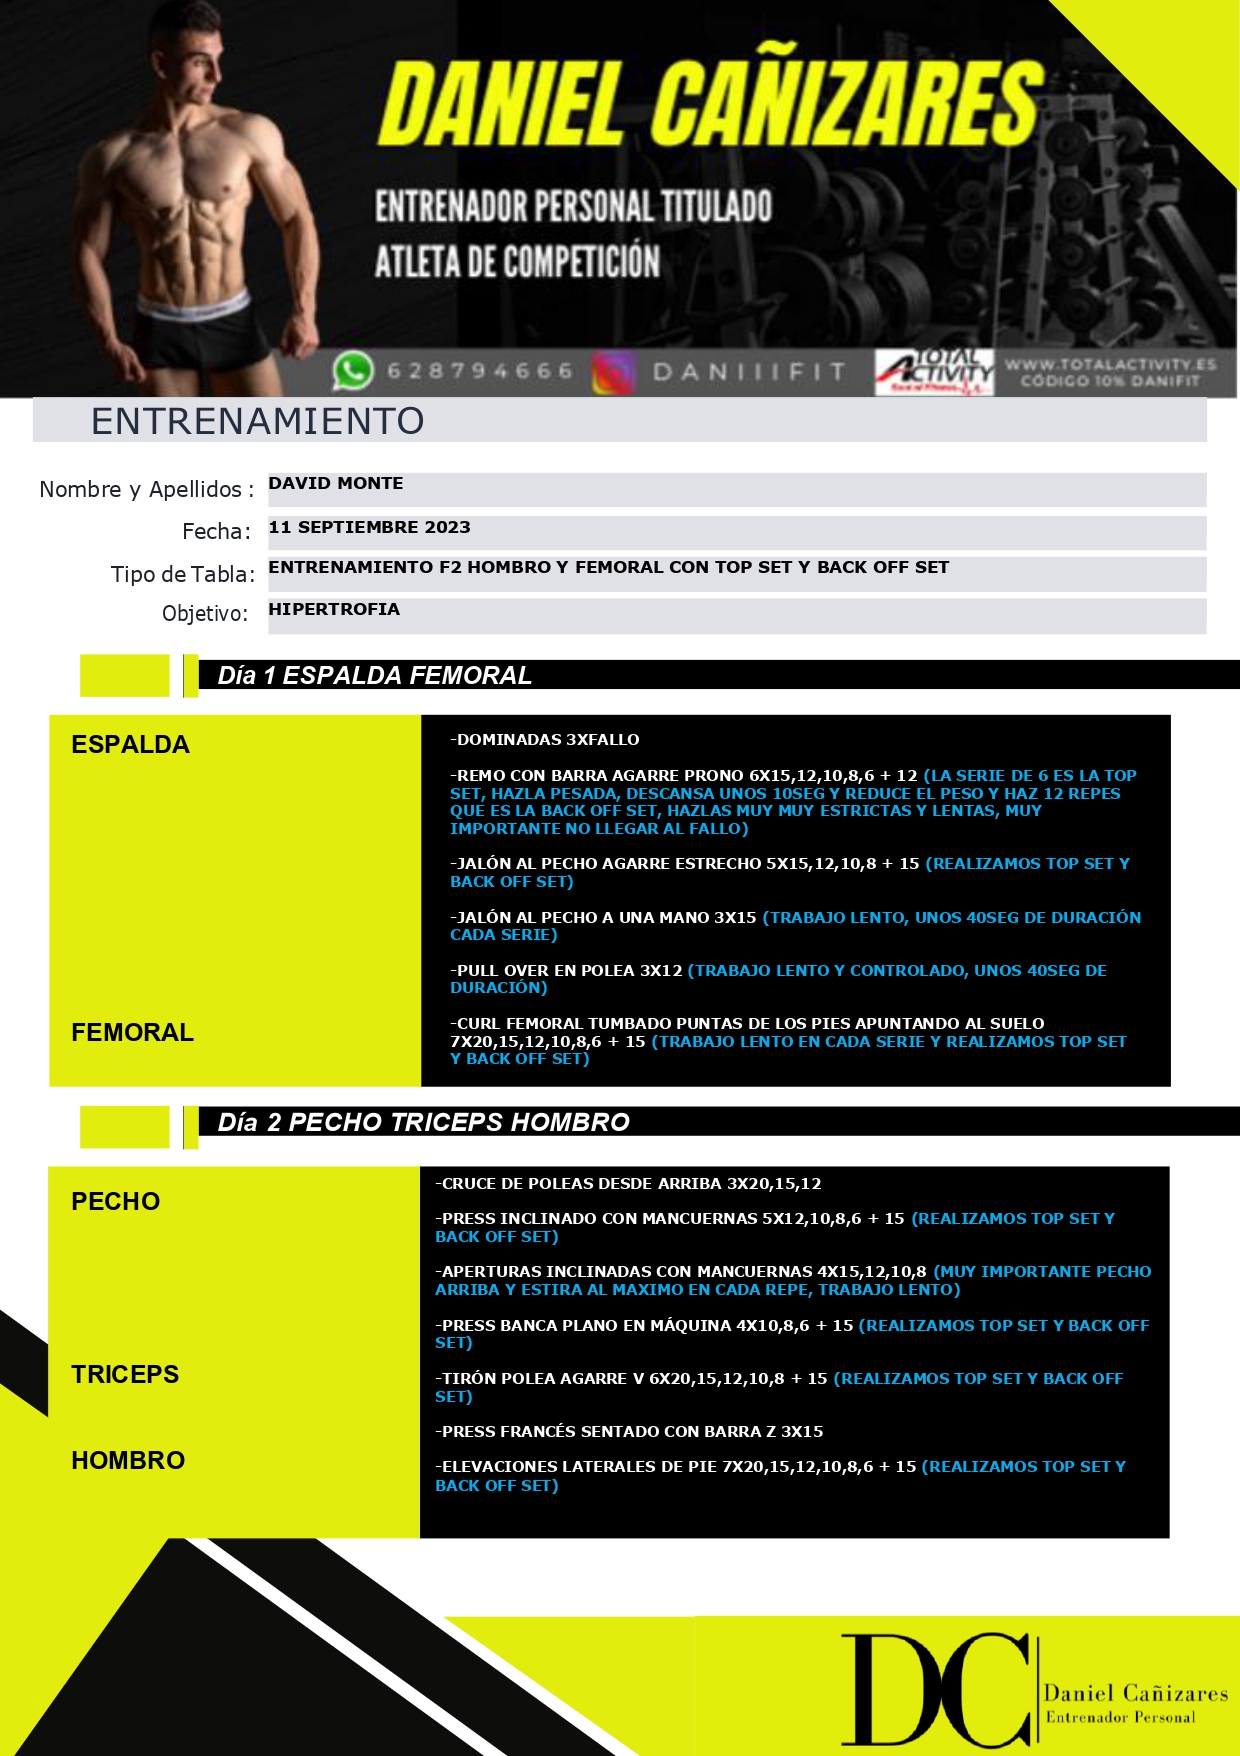 DANIEL CAÑIZARES
ENTRENADOR PERSONAL TITULADO
ATLETA DE COMPETICIÓN
628794666
DANIIIFIT
TOTAL
ACTIVITY
WWW.TOTALACTIVITY.ES
CÓDIGO 10% DANIFIT
ENTRENAMIENTO
Nombre y Apellidos : DAVID MONTE
Fecha: 11 SEPTIEMBRE 2023
Tipo de Tabla: ENTRENAMIENTO F2 HOMBRO Y FEMORAL CON TOP SET Y BACK OFF SET
Objetivo: HIPERTROFIA
Día 1 ESPALDA FEMORAL
ESPALDA
-DOMINADAS 3XFALLO
-REMO CON BARRA AGARRE PRONO 6X15,12,10,8,6 + 12 (LA SERIE DE 6 ES LA TOP
SET, HAZLA PESADA, DESCANSA UNOS 10SEG Y REDUCE EL PESO Y HAZ 12 REPES
QUE ES LA BACK OFF SET, HAZLAS MUY MUY ESTRICTAS Y LENTAS, MUY
IMPORTANTE NO LLEGAR AL FALLO)
-JALÓN AL PECHO AGARRE ESTRECHO 5X15,12,10,8 + 15 (REALIZAMOS TOP SET Y
BACK OFF SET)
-JALÓN AL PECHO A UNA MANO 3X15 (TRABAJO LENTO, UNOS 40SEG DE DURACIÓN
CADA SERIE)
-PULL OVER EN POLEA 3X12 (TRABAJO LENTO Y CONTROLADO, UNOS 40SEG DE
DURACIÓN)
FEMORAL
-CURL FEMORAL TUMBADO PUNTAS DE LOS PIES APUNTANDO AL SUELO
7X20,15,12,10,8,6 + 15 (TRABAJO LENTO EN CADA SERIE Y REALIZAMOS TOP SET
Y BACK OFF SET)
Día 2 PECHO TRICEPS HOMBRO
PECHO
-CRUCE DE POLEAS DESDE ARRIBA 3X20,15,12
-PRESS INCLINADO CON MANCUERNAS 5X12,10,8,6 + 15 (REALIZAMOS TOP SET Y
BACK OFF SET)
-APERTURAS INCLINADAS CON MANCUERNAS 4X15,12,10,8 (MUY IMPORTANTE PECHO
ARRIBA Y ESTIRA AL MAXIMO EN CADA REPE, TRABAJO LENTO)
-PRESS BANCA PLANO EN MÁQUINA 4X10,8,6 + 15 (REALIZAMOS TOP SET Y BACK OFF
SET)
TRICEPS
-TIRÓN POLEA AGARRE V 6X20,15,12,10,8 + 15 (REALIZAMOS TOP SET Y BACK OFF
SET)
-PRESS FRANCÉS SENTADO CON BARRA Z 3X15
HOMBRO
-ELEVACIONES LATERALES DE PIE 7X20,15,12,10,8,6 + 15 (REALIZAMOS TOP SET Y
BACK OFF SET)
DC
Daniel Cañizares
Entrenador Personal